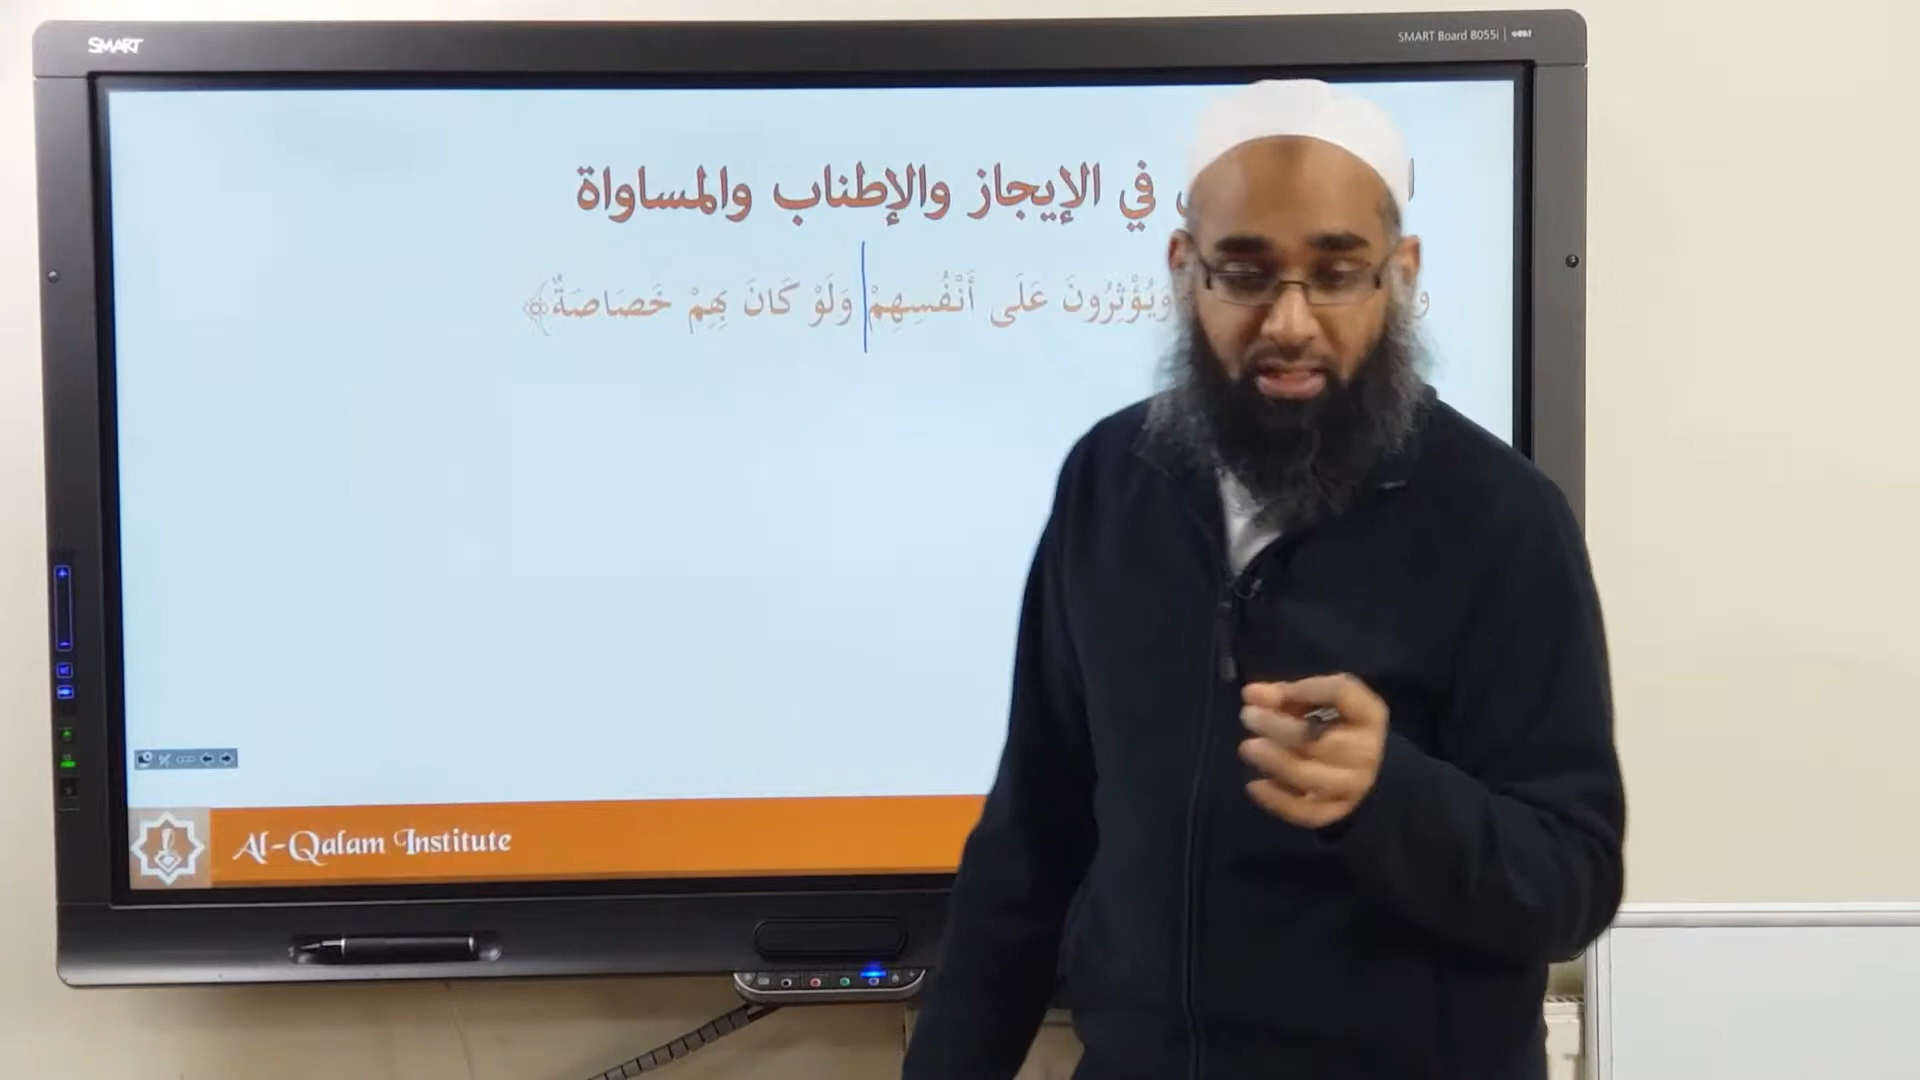 SMART
SMART Board 8055i
في الإيجاز والإطناب والمساواة
وَيُؤْثِرُونَ عَلَى أَنْفُسِهِمْ وَلَوْ كَانَ بِهِمْ خَصَاصَةٌ﴾
Al-Qalam Institute